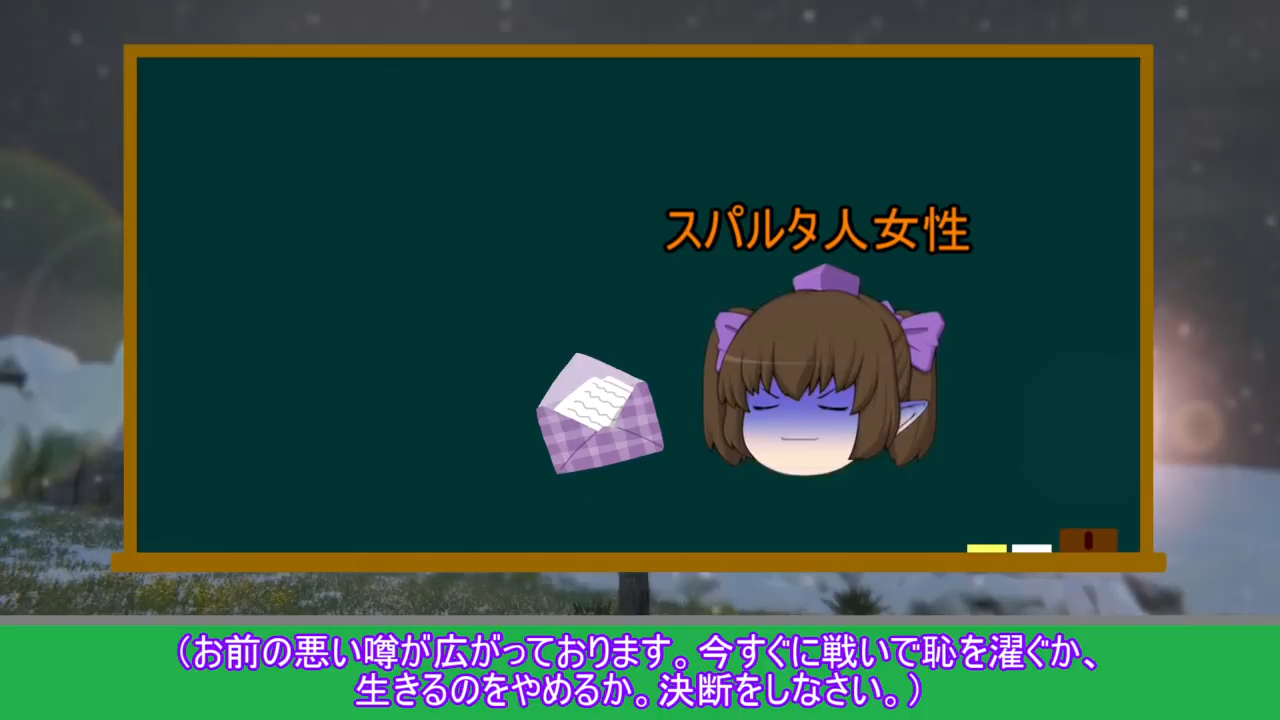 スパルタ人女性
（お前の悪い噂が広がっております。今すぐに戦いで恥を濯ぐか、
生きるのをやめるか。決断をしなさい。）